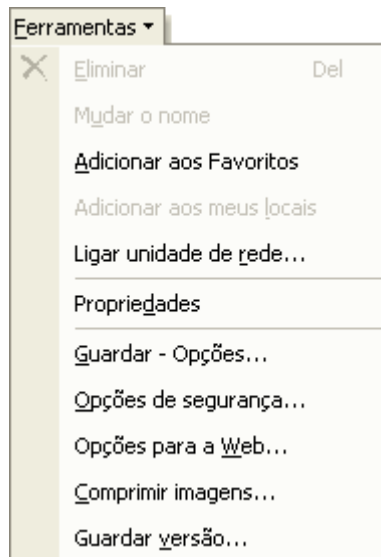 Ferramentas
Eliminar Del
Mudar o nome
Adicionar aos Favoritos
Adicionar aos meus locais
Ligar unidade de rede...
Propriedades
Guardar - Opções...
Opções de segurança...
Opções para a Web...
Comprimir imagens...
Guardar versão...